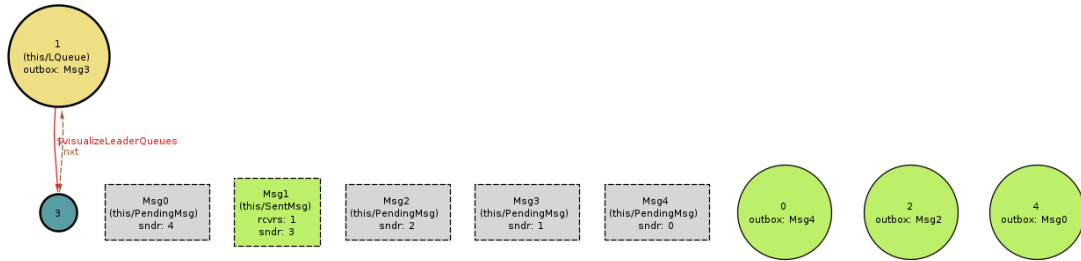 1
(this/LQueue)
outbox: Msg3
$visualizeLeaderQueues
nxt
3
Msg0
(this/PendingMsg)
sndr: 4
Msg1
(this/SentMsg)
rcvrs: 1
sndr: 3
Msg2
(this/PendingMsg)
sndr: 2
Msg3
(this/PendingMsg)
sndr: 1
Msg4
(this/PendingMsg)
sndr: 0
0
outbox: Msg4
2
outbox: Msg2
4
outbox: Msg0